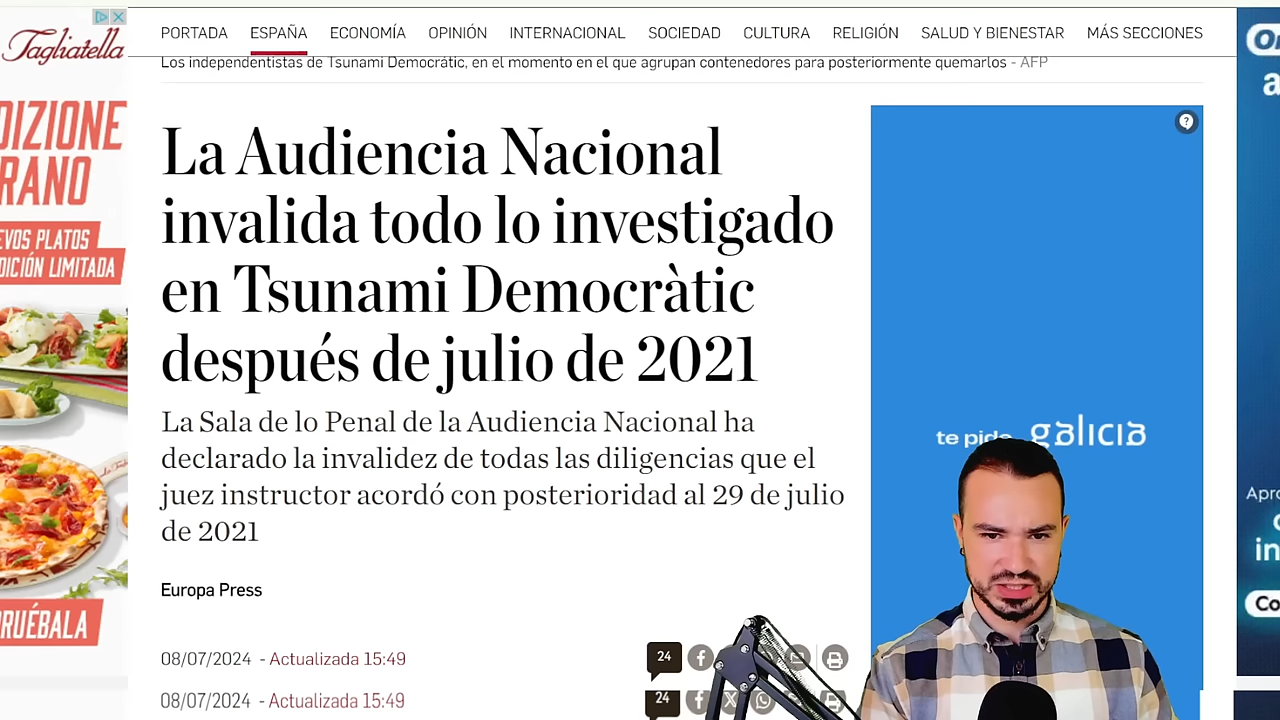 PORTADA ESPAÑA ECONOMÍA OPINIÓN INTERNACIONAL SOCIEDAD CULTURA RELIGIÓN SALUD Y BIENESTAR MÁS SECCIONES
Los independentistas de Tsunami Democràtic, en el momento en el que agrupan contenedores para posteriormente quemarlos - AFP
Tagliatella
DIZIONE
RANO
EVOS PLATOS
DICIÓN LIMITADA
PRUÉBALA
La Audiencia Nacional
invalida todo lo investigado
en Tsunami Democràtic
después de julio de 2021
La Sala de lo Penal de la Audiencia Nacional ha
declarado la invalidez de todas las diligencias que el
juez instructor acordó con posterioridad al 29 de julio
de 2021
Europa Press
08/07/2024 - Actualizada 15:49
24
08/07/2024 - Actualizada 15:49
24
te pide galicia
a
Apro
in
Co